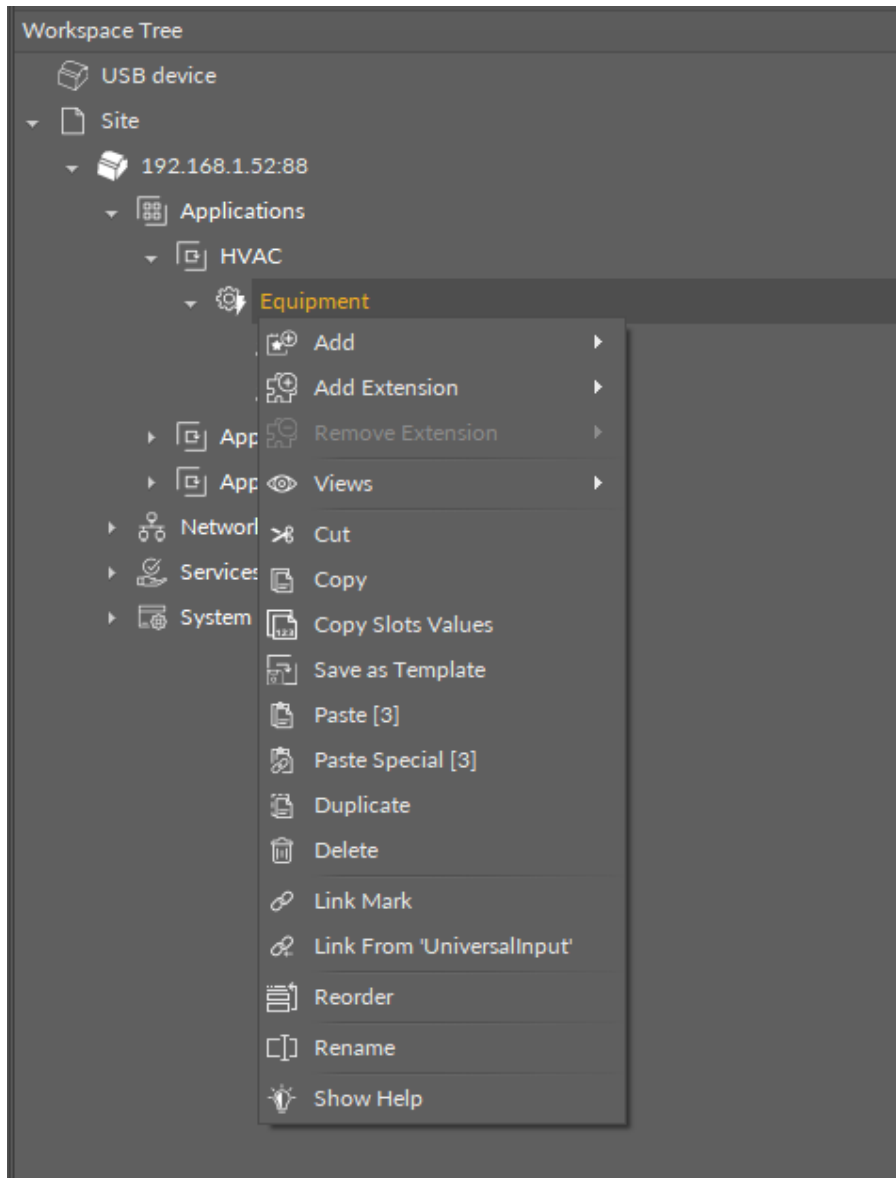 Workspace Tree
USB device
Site
192.168.1.52:88
Applications
HVAC
Equipment
Add
Add Extension
App
Remove Extension
App
Views
Network
Cut
Services
Copy
System
Copy Slots Values
Save as Template
Paste [3]
Paste Special [3]
Duplicate
Delete
Link Mark
Link From 'UniversalInput'
Reorder
Rename
Show Help